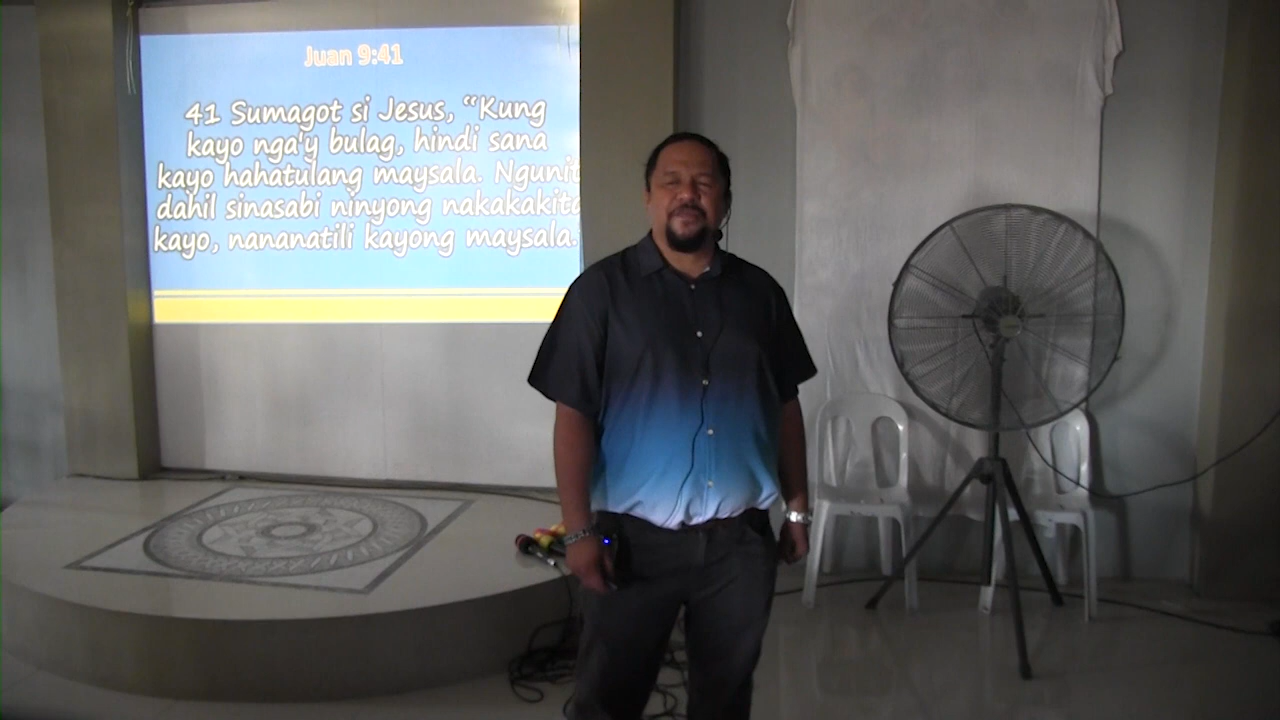 Juan 9:41
41 Sumagot si Jesus, “Kung
kayo nga'y bulag, hindi sana
kayo hahatulang maysala. Ngunit
dahil sinasabi ninyong nakakakita
kayo, nananatili kayong maysala.”